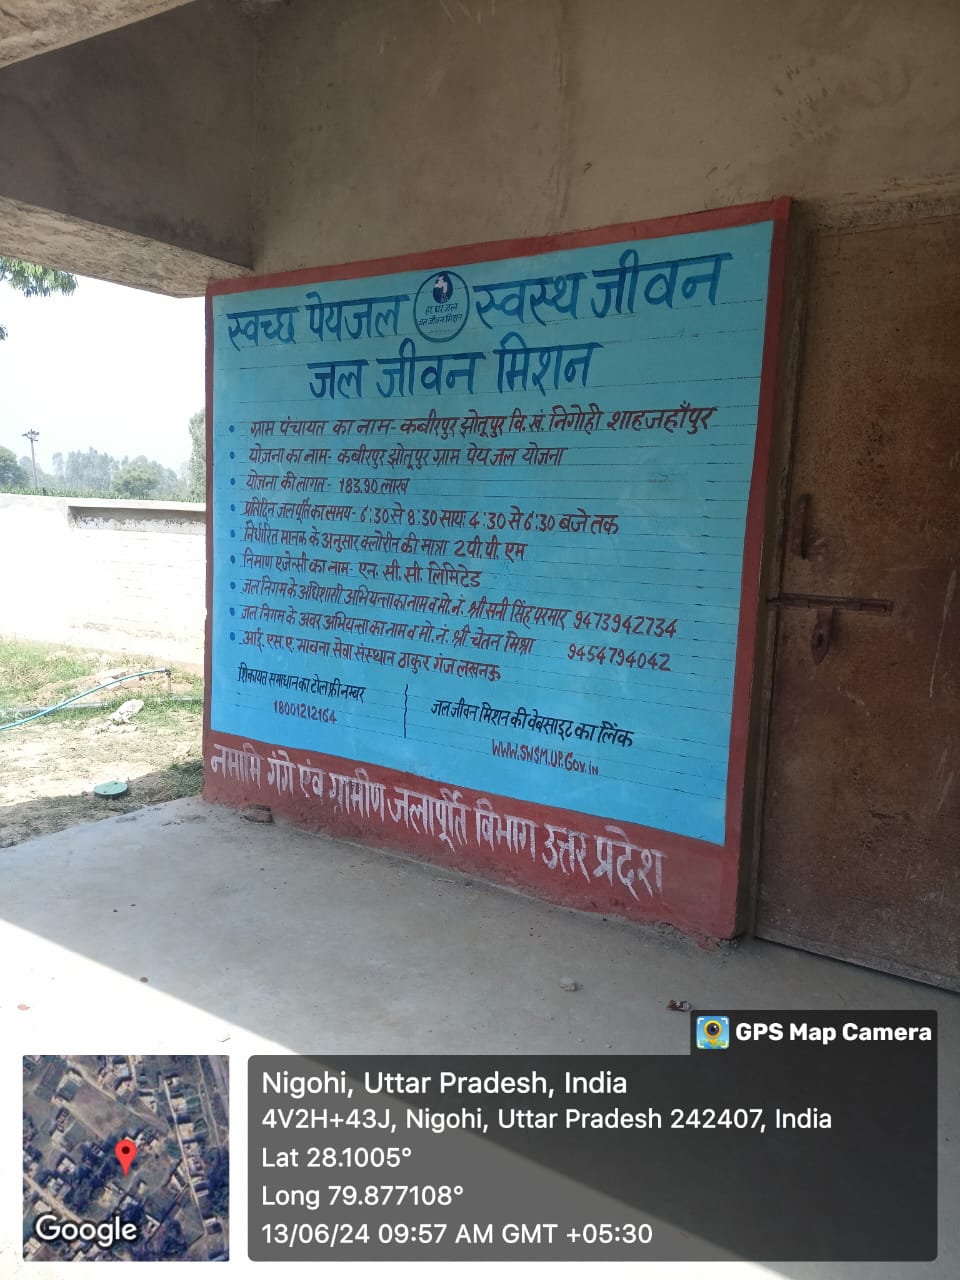 स्वच्छ पेयजल स्वस्थ जीवन
हर घर जल
जल जीवन मिशन
जल जीवन मिशन
• ग्राम पंचायत का नाम- कबीरपुर झोतूपुर वि. खं. निगोही शाहजहाँपुर
• योजना का नाम- कबीरपुर झोतूपुर ग्राम पेयजल योजना
• योजना की लागत- 183.90 लाख
• प्रतिदिन जलपूर्ति का समय- 6:30 से 8:30 सायः 4:30 से 6:30 बजे तक
• निर्धारित मानक के अनुसार क्लोरीन की मात्रा 2 पी. पी. एम
• निमाण एजेन्सी का नाम- एन. सी. सी. लिमिटेड
• जल निगम के अधिशासी अभियन्ता का नाम व मो. नं. श्री सनी सिंह परमार 9473942734
• जल निगम के अवर अभियन्ता का नाम व मो. नं. श्री चेतन मिश्रा 9454794042
• आई. एस. ए. भावना सेवा संस्थान ठाकुर गंज लखनऊ
शिकायत समाधान का टोल फ्री नम्बर
18001212164
जल जीवन मिशन की वेबसाइट का लिंक
WWW.SNSM.UP.GOV.IN
नमामि गंगे एंव ग्रामीण जलापूर्ति विभाग उत्तर प्रदेश
GPS Map Camera
Nigohi, Uttar Pradesh, India
4V2H+43J, Nigohi, Uttar Pradesh 242407, India
Lat 28.1005°
Long 79.877108°
13/06/24 09:57 AM GMT +05:30
Google